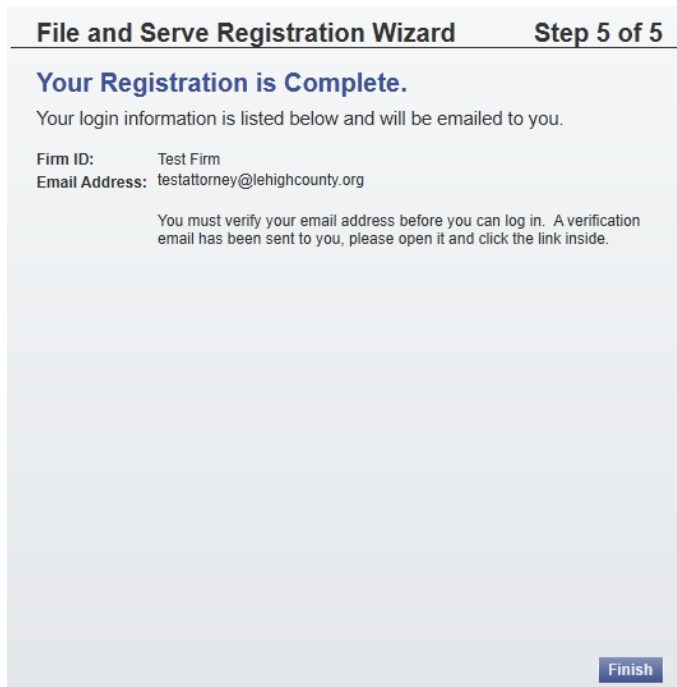 File and Serve Registration Wizard Step 5 of 5
Your Registration is Complete.
Your login information is listed below and will be emailed to you.
Firm ID: Test Firm
Email Address: testattorney@lehighcounty.org
You must verify your email address before you can log in. A verification
email has been sent to you, please open it and click the link inside.
Finish